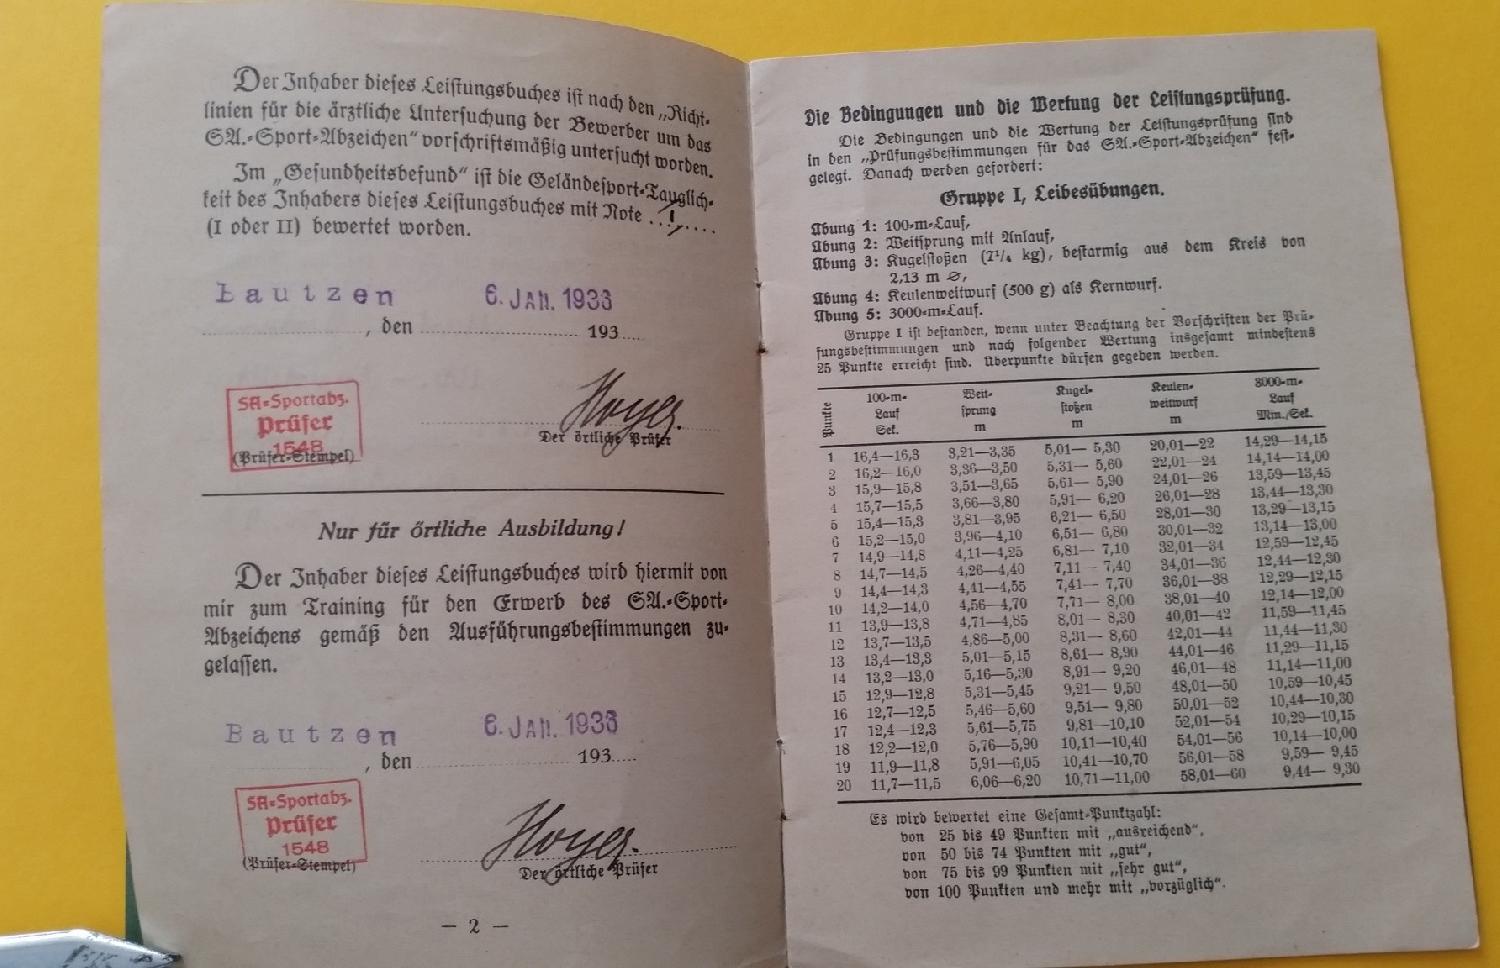 Der Inhaber dieses Leistungsbuches ist nach den „Richt-
linien für die ärztliche Untersuchung der Bewerber um das
SA.-Sport-Abzeichen“ vorschriftsmäßig untersucht worden.
Im „Gesundheitsbefund“ ist die Geländesport-Tauglich-
keit des Inhabers dieses Leistungsbuches mit Note ..I.....
(I oder II) bewertet worden.
Bautzen 6. JAN. 1936
, den 193
SA-Sportabz.
Prüfer
1548
(Prüfer-Stempel)
Hoyer.
Der örtliche Prüfer
Nur für örtliche Ausbildung!
Der Inhaber dieses Leistungsbuches wird hiermit von
mir zum Training für den Erwerb des SA.-Sport-
Abzeichens gemäß den Ausführungsbestimmungen zu-
gelassen.
Bautzen 6. JAN. 1936
, den 193
SA-Sportabz.
Prüfer
1548
(Prüfer-Stempel)
Hoyer.
Der örtliche Prüfer
— 2 —
Die Bedingungen und die Wertung der Leistungsprüfung.
Die Bedingungen und die Wertung der Leistungsprüfung sind
in den „Prüfungsbestimmungen für das SA.-Sport-Abzeichen“ fest-
gelegt. Danach werden gefordert:
Gruppe I, Leibesübungen.
Übung 1: 100-m-Lauf,
Übung 2: Weitsprung mit Anlauf,
Übung 3: Kugelstoßen (7¹/₄ kg), bestarmig aus dem Kreis von
2,13 m ⌀,
Übung 4: Keulenweitwurf (500 g) als Kernwurf.
Übung 5: 3000-m-Lauf.
Gruppe I ist bestanden, wenn unter Beachtung der Vorschriften der Prü-
fungsbestimmungen und nach folgender Wertung insgesamt mindestens
25 Punkte erreicht sind. Überpunkte dürfen gegeben werden.
Punkte 100-m-Lauf Sek. Weit-sprung m Kugel-stoßen m Keulen-weitwurf m 3000-m-Lauf Min./Sek.
1 16,4—16,3 3,21—3,35 5,01— 5,30 20,01—22 14,29—14,15
2 16,2—16,0 3,36—3,50 5,31— 5,60 22,01—24 14,14—14,00
3 15,9—15,8 3,51—3,65 5,61— 5,90 24,01—26 13,59—13,45
4 15,7—15,5 3,66—3,80 5,91— 6,20 26,01—28 13,44—13,30
5 15,4—15,3 3,81—3,95 6,21— 6,50 28,01—30 13,29—13,15
6 15,2—15,0 3,96—4,10 6,51— 6,80 30,01—32 13,14—13,00
7 14,9—14,8 4,11—4,25 6,81— 7,10 32,01—34 12,59—12,45
8 14,7—14,5 4,26—4,40 7,11— 7,40 34,01—36 12,44—12,30
9 14,4—14,3 4,41—4,55 7,41— 7,70 36,01—38 12,29—12,15
10 14,2—14,0 4,56—4,70 7,71— 8,00 38,01—40 12,14—12,00
11 13,9—13,8 4,71—4,85 8,01— 8,30 40,01—42 11,59—11,45
12 13,7—13,5 4,86—5,00 8,31— 8,60 42,01—44 11,44—11,30
13 13,4—13,3 5,01—5,15 8,61— 8,90 44,01—46 11,29—11,15
14 13,2—13,0 5,16—5,30 8,91— 9,20 46,01—48 11,14—11,00
15 12,9—12,8 5,31—5,45 9,21— 9,50 48,01—50 10,59—10,45
16 12,7—12,5 5,46—5,60 9,51— 9,80 50,01—52 10,44—10,30
17 12,4—12,3 5,61—5,75 9,81—10,10 52,01—54 10,29—10,15
18 12,2—12,0 5,76—5,90 10,11—10,40 54,01—56 10,14—10,00
19 11,9—11,8 5,91—6,05 10,41—10,70 56,01—58 9,59— 9,45
20 11,7—11,5 6,06—6,20 10,71—11,00 58,01—60 9,44— 9,30
Es wird bewertet eine Gesamt-Punktzahl:
von 25 bis 49 Punkten mit „ausreichend“,
von 50 bis 74 Punkten mit „gut“,
von 75 bis 99 Punkten mit „sehr gut“,
von 100 Punkten und mehr mit „vorzüglich“.